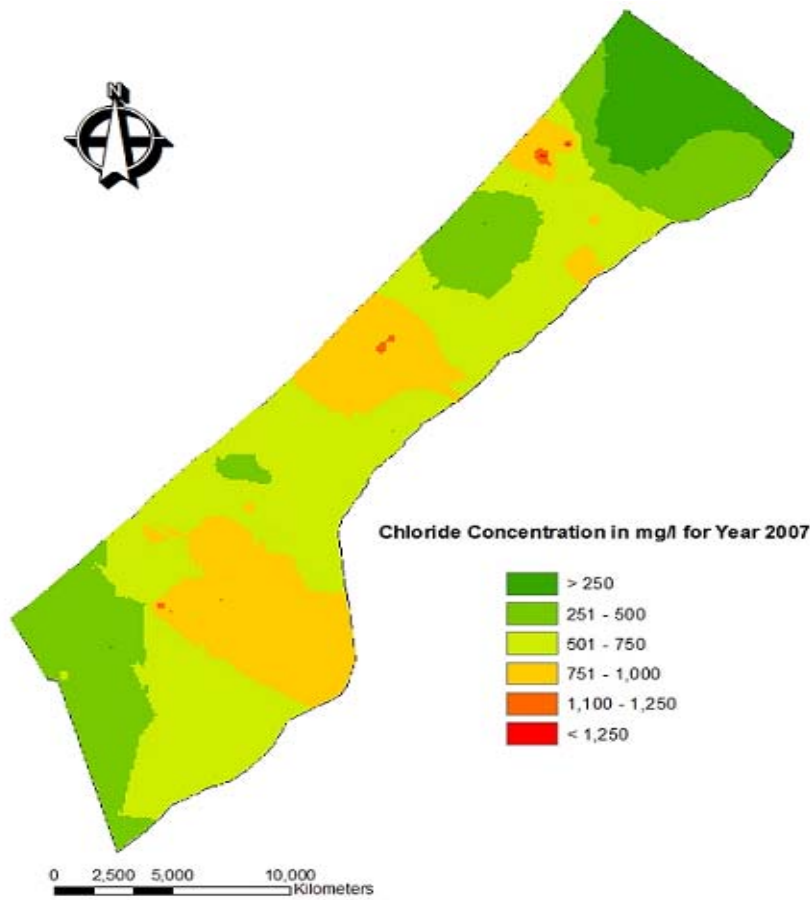 N
Chloride Concentration in mg/l for Year 2007
> 250
251 - 500
501 - 750
751 - 1,000
1,100 - 1,250
< 1,250
0 2,500 5,000 10,000
Kilometers